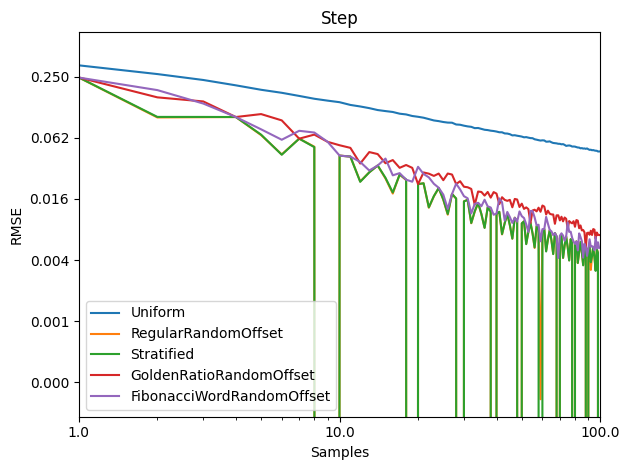 Step
0.250
0.062
0.016
0.004
0.001
0.000
RMSE
Uniform
RegularRandomOffset
Stratified
GoldenRatioRandomOffset
FibonacciWordRandomOffset
1.0 10.0 100.0
Samples